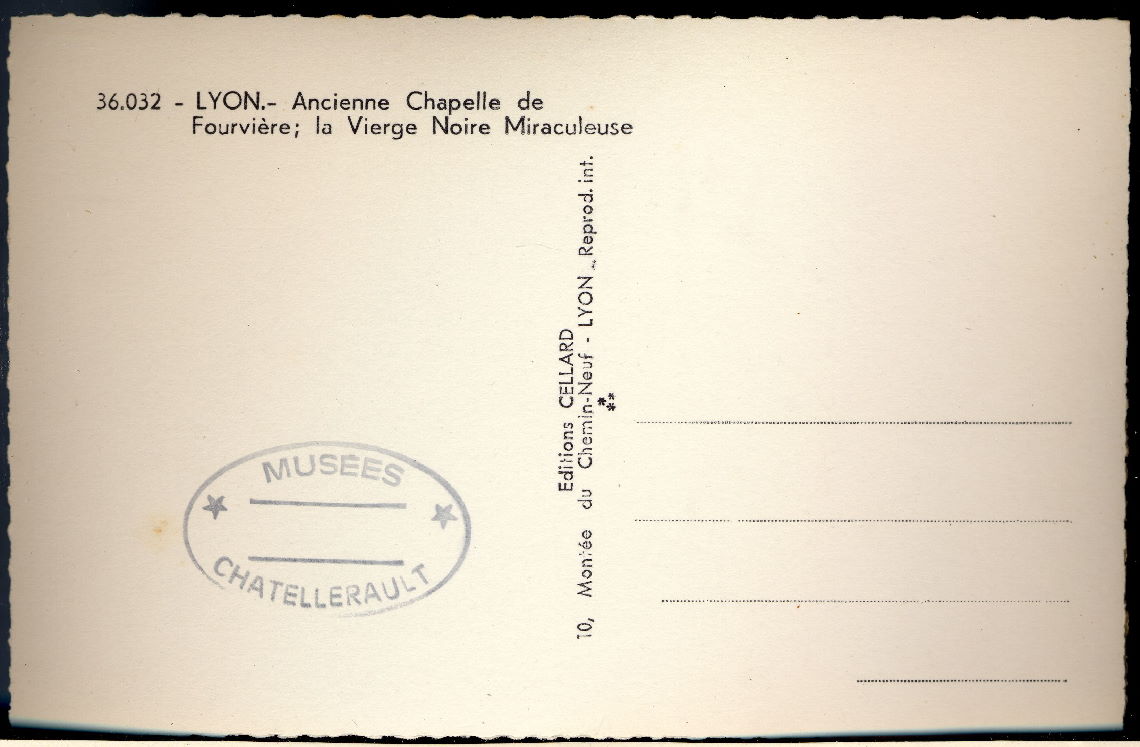 36.032 - LYON.- Ancienne Chapelle de
Fourvière; la Vierge Noire Miraculeuse
Editions CELLARD
10, Montée du Chemin-Neuf - LYON _ Reprod. int.
***
MUSÉES
CHATELLERAULT